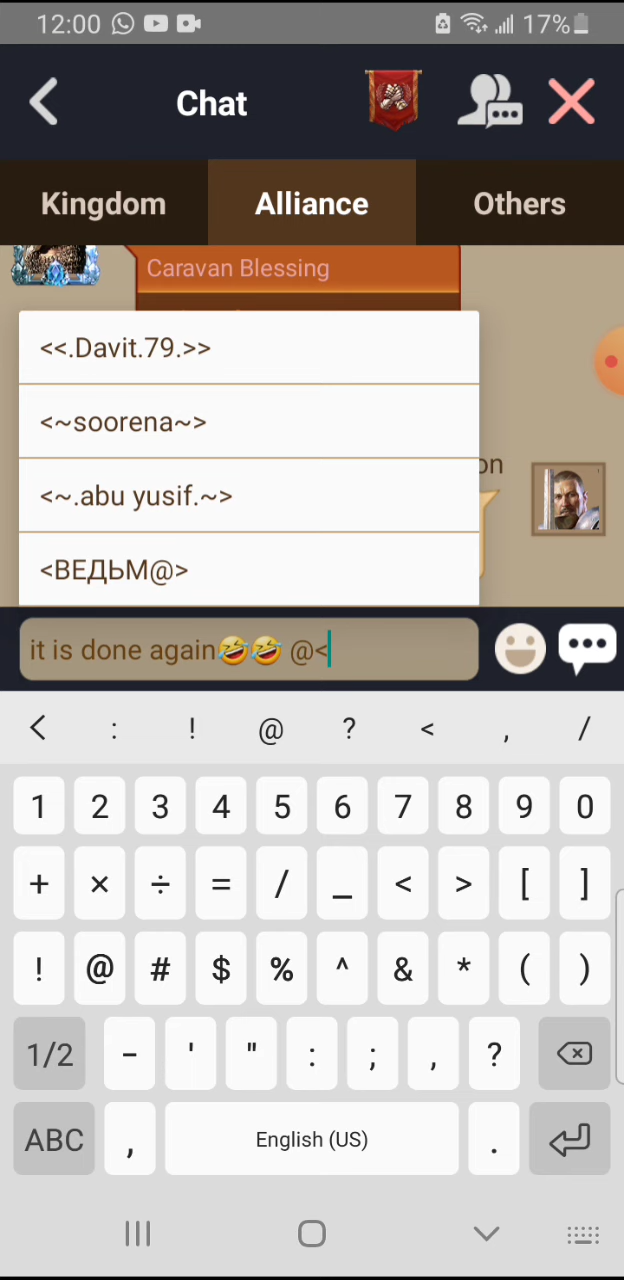 12:00 17%
Chat
Kingdom Alliance Others
Caravan Blessing
<<.Davit.79.>>
<~soorena~>
on
<~.abu yusif.~>
<ВЕДЬМ@>
it is done again🤣🤣 @<
< : ! @ ? < , /
1 2 3 4 5 6 7 8 9 0
+ × ÷ = / _ < > [ ]
! @ # $ % ^ & * ( )
1/2 - ' " : ; , ?
ABC , English (US) .